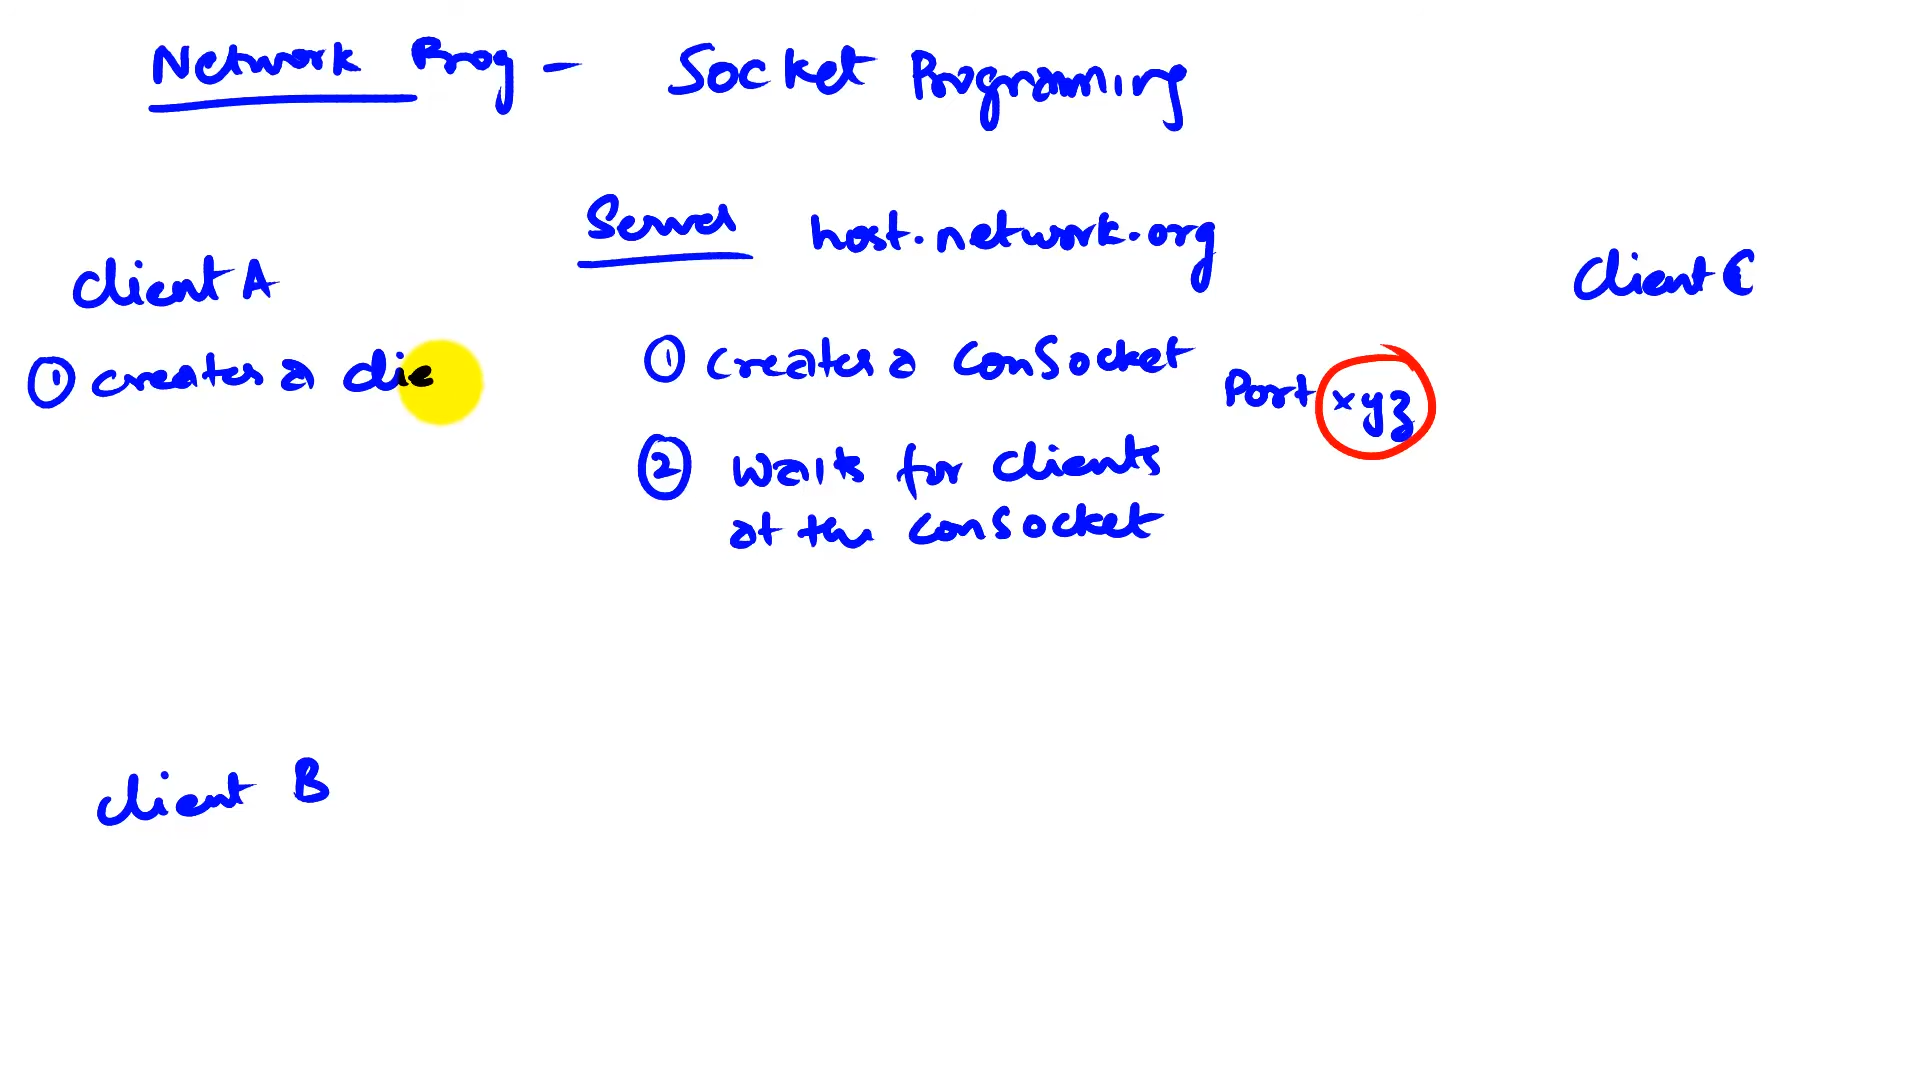 Network Prog - Socket Programming
Server host.network.org
client A
client C
① creates a clie
① creates a conSocket Port xyz
② waits for clients
at the conSocket
client B